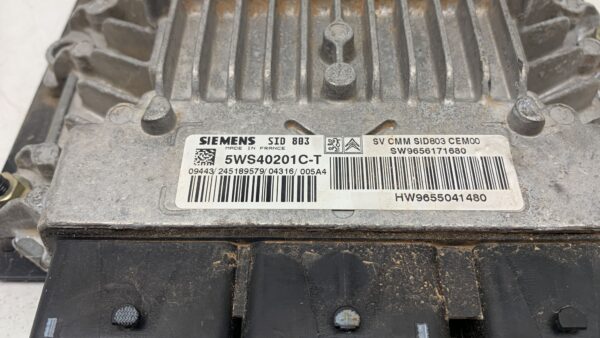 SIEMENS SID 803
MADE IN FRANCE
5WS40201C-T
09443/245189579/04316/005A4
SV CMM SID803 CEM00
SW9656171680
HW9655041480